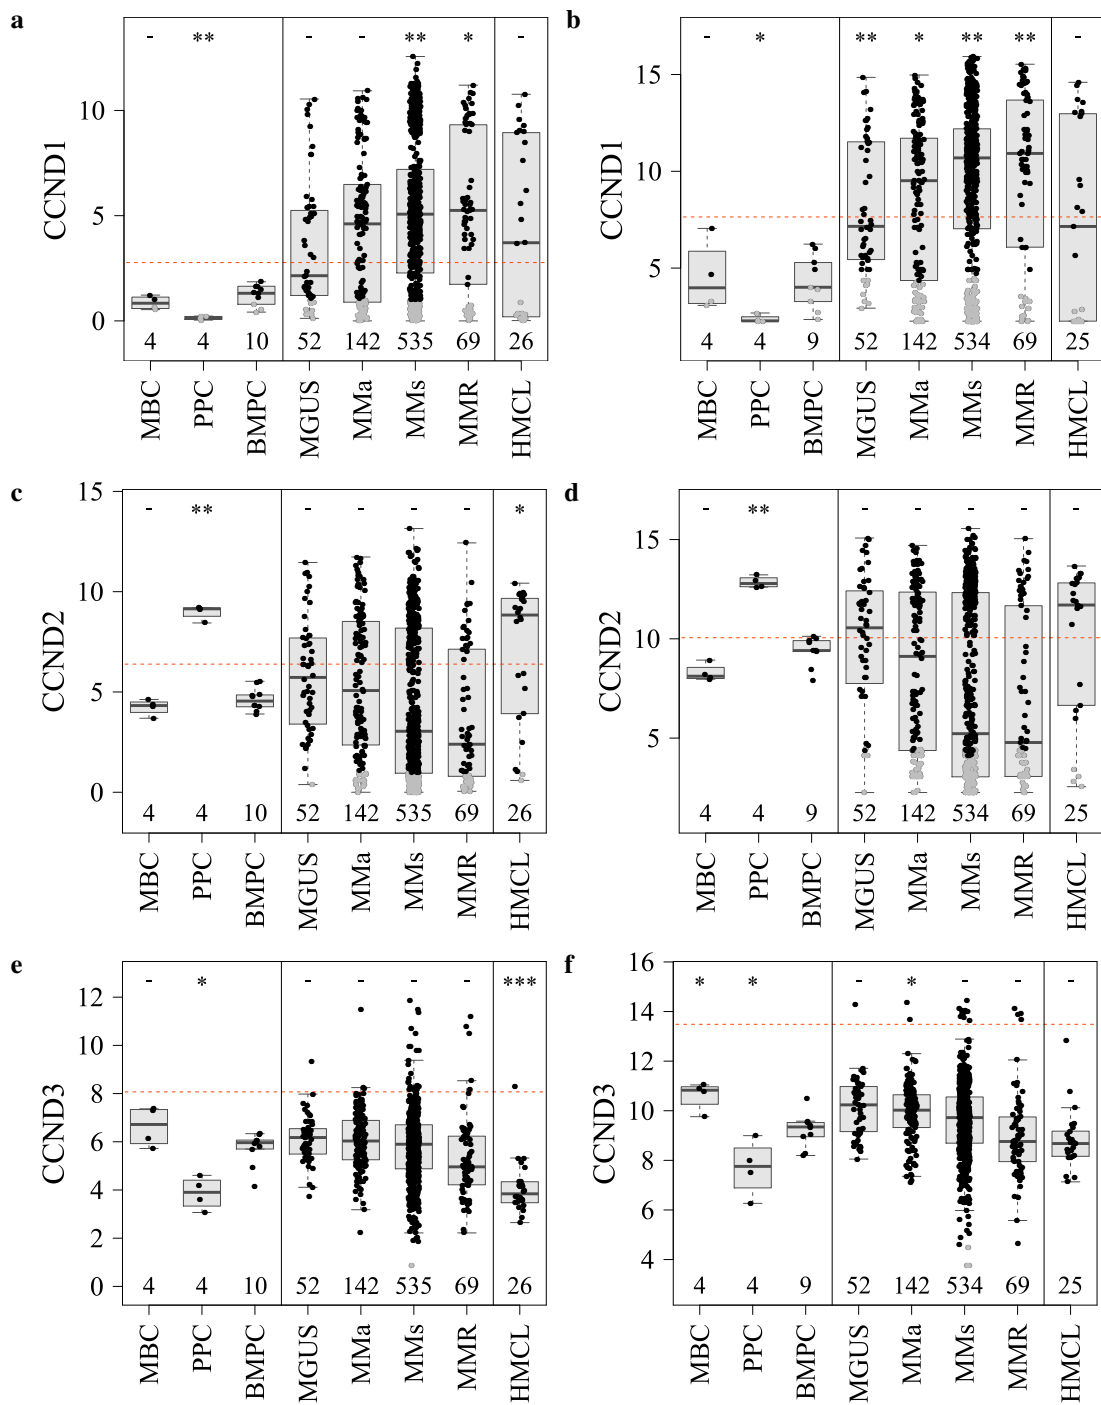 a
- ** - - - ** * -
CCND1
10
5
0
4 4 10 52 142 535 69 26
MBC PPC BMPC MGUS MMa MMs MMR HMCL
b
- * - ** * ** ** -
CCND1
15
10
5
4 4 9 52 142 534 69 25
MBC PPC BMPC MGUS MMa MMs MMR HMCL
c
- ** - - - - *
CCND2
15
10
5
0
4 4 10 52 142 535 69 26
MBC PPC BMPC MGUS MMa MMs MMR HMCL
d
- ** - - - - -
CCND2
15
10
5
4 4 9 52 142 534 69 25
MBC PPC BMPC MGUS MMa MMs MMR HMCL
e
- * - - - - ***
CCND3
12
10
8
6
4
2
0
4 4 10 52 142 535 69 26
MBC PPC BMPC MGUS MMa MMs MMR HMCL
f
* * - * - - -
CCND3
16
14
12
10
8
6
4
4 4 9 52 142 534 69 25
MBC PPC BMPC MGUS MMa MMs MMR HMCL